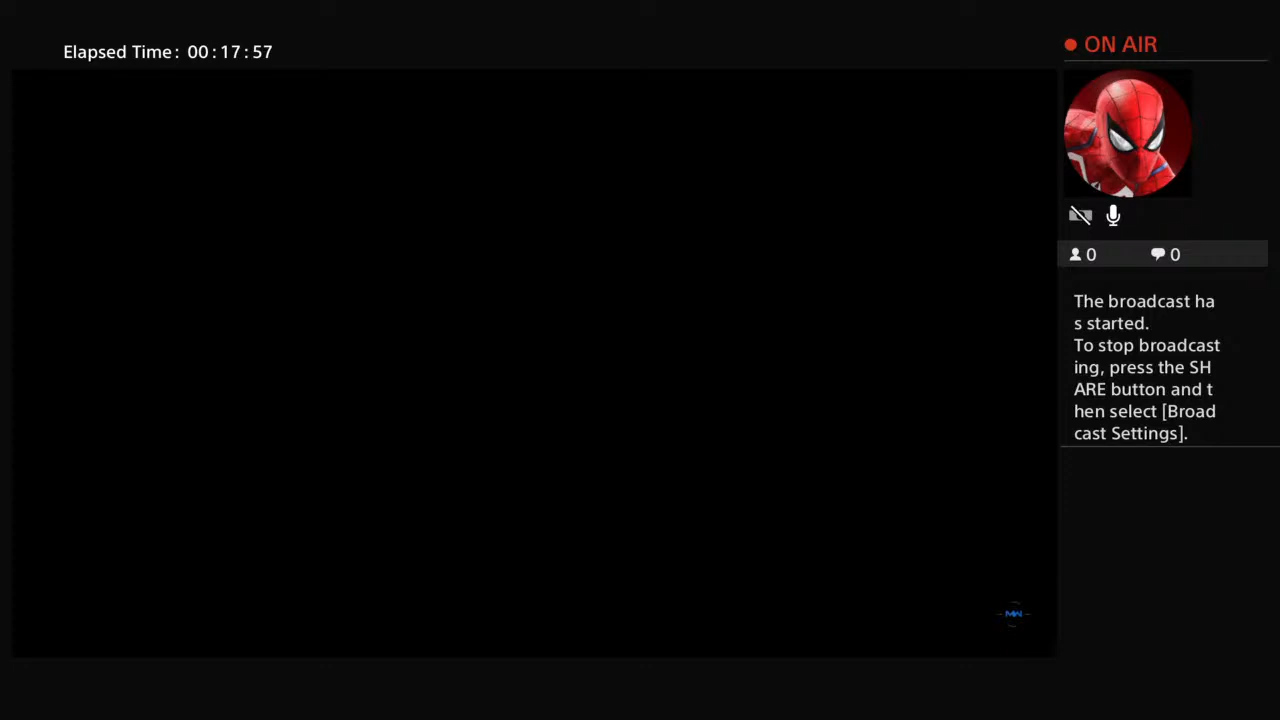 Elapsed Time: 00:17:57
ON AIR
0 0
The broadcast ha
s started.
To stop broadcast
ing, press the SH
ARE button and t
hen select [Broad
cast Settings].
MW